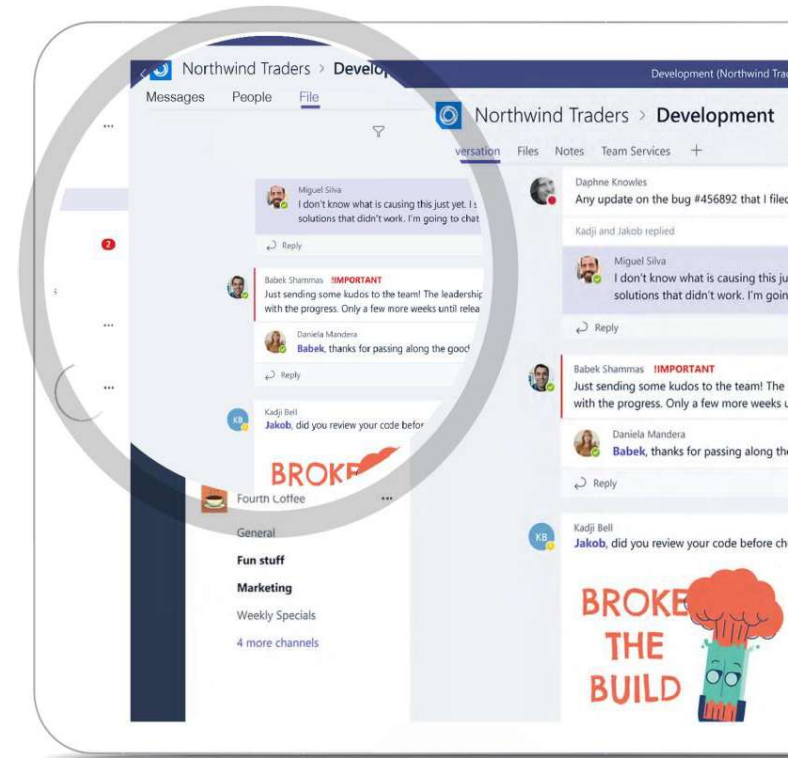 Northwind Traders > Develop
Messages People File
Miguel Silva
I don't know what is causing this just yet. I
solutions that didn't work. I'm going to chat
Reply
Babek Shammas !!MPORTANT
Just sending some kudos to the team! The leadership
with the progress. Only a few more weeks until relea
Daniela Mandera
Babek, thanks for passing along the good
Reply
KB
Kadji Bell
Jakob, did you review your code befor
BROKE
2
s
Fourth Coffee
General
Fun stuff
Marketing
Weekly Specials
4 more channels
Development (Northwind Trad
Northwind Traders > Development
versation Files Notes Team Services +
Daphne Knowles
Any update on the bug #456892 that I filed
Kadji and Jakob replied
Miguel Silva
I don't know what is causing this ju
solutions that didn't work. I'm goin
Reply
Babek Shammas !!MPORTANT
Just sending some kudos to the team! The
with the progress. Only a few more weeks u
Daniela Mandera
Babek, thanks for passing along the
Reply
KB
Kadji Bell
Jakob, did you review your code before ch
BROKE
THE
BUILD